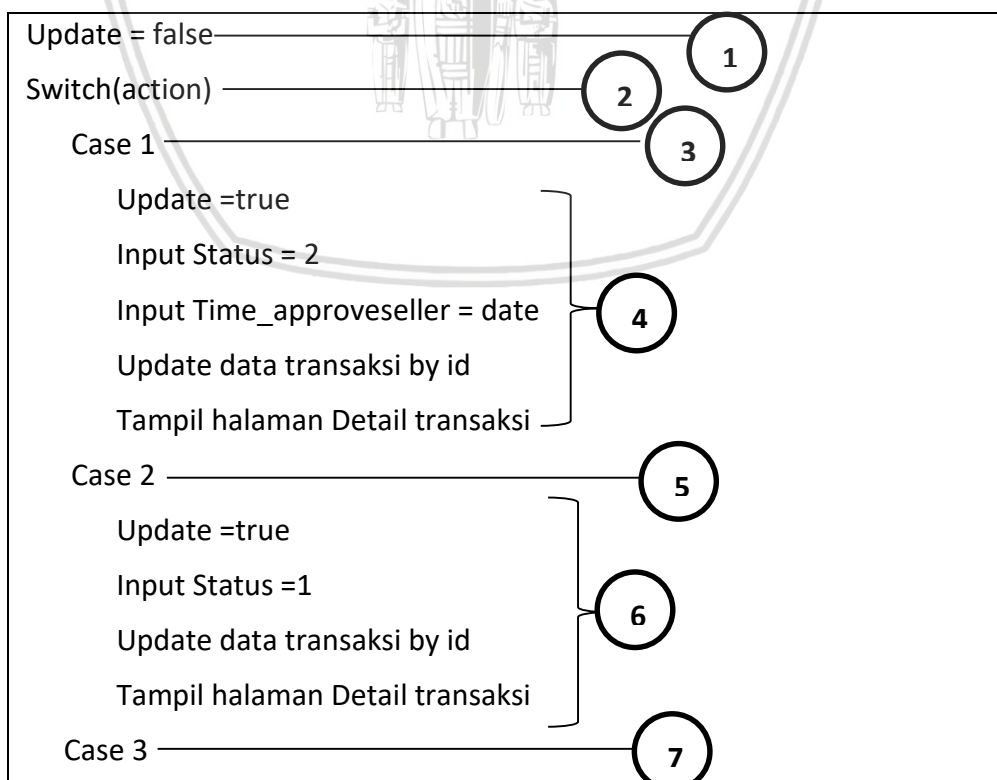 Update = false 1
Switch(action) 2
Case 1 3
Update =true
Input Status = 2
Input Time_approveseller = date 4
Update data transaksi by id
Tampil halaman Detail transaksi
Case 2 5
Update =true
Input Status =1
6
Update data transaksi by id
Tampil halaman Detail transaksi
Case 3 7